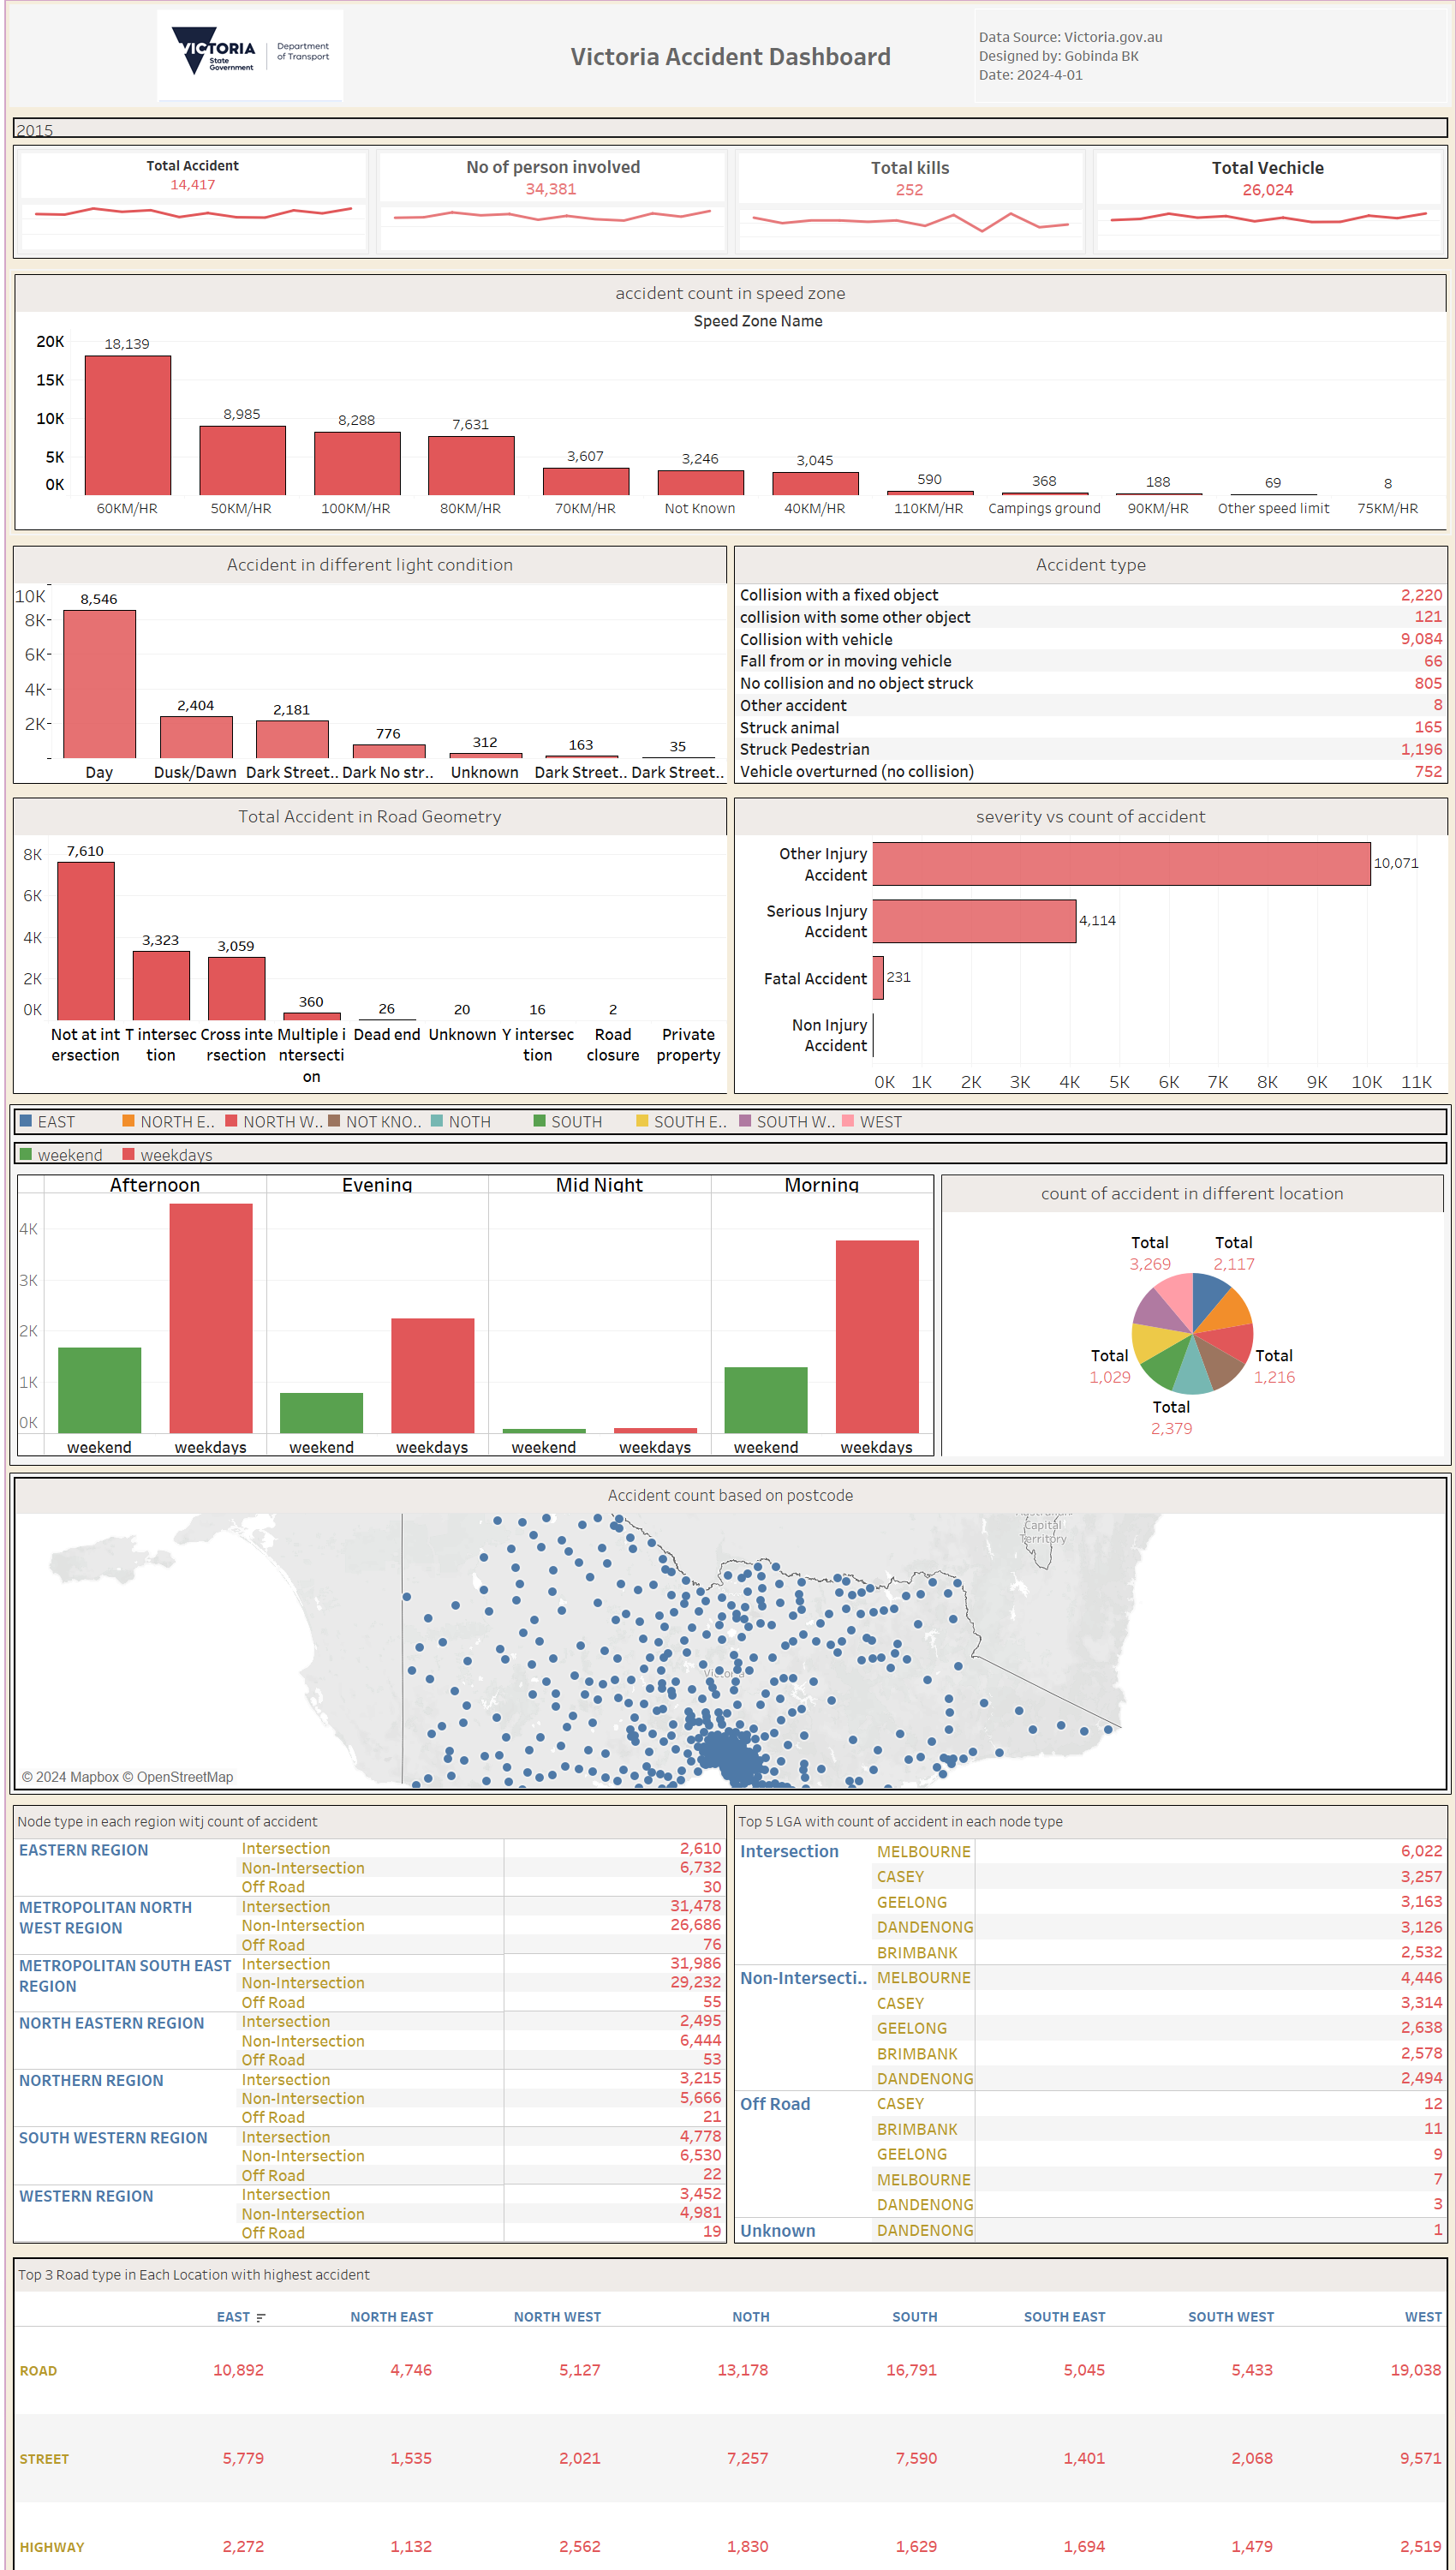 VICTORIA
State
Government
Department
of Transport
Victoria Accident Dashboard
Data Source: Victoria.gov.au
Designed by: Gobinda BK
Date: 2024-4-01
2015
Total Accident
14,417
No of person involved
34,381
Total kills
252
Total Vechicle
26,024
accident count in speed zone
Speed Zone Name
20K
15K
10K
5K
0K
18,139
8,985
8,288
7,631
3,607
3,246
3,045
590
368
188
69
8
60KM/HR
50KM/HR
100KM/HR
80KM/HR
70KM/HR
Not Known
40KM/HR
110KM/HR
Campings ground
90KM/HR
Other speed limit
75KM/HR
Accident in different light condition
10K
8K
6K
4K
2K
8,546
2,404
2,181
776
312
163
35
Day
Dusk/Dawn
Dark Street..
Dark No str..
Unknown
Dark Street..
Dark Street..
Accident type
Collision with a fixed object 2,220
collision with some other object 121
Collision with vehicle 9,084
Fall from or in moving vehicle 66
No collision and no object struck 805
Other accident 8
Struck animal 165
Struck Pedestrian 1,196
Vehicle overturned (no collision) 752
Total Accident in Road Geometry
8K
6K
4K
2K
0K
7,610
3,323
3,059
360
26
20
16
2
Not at int
ersection
T intersec
tion
Cross inte
rsection
Multiple i
ntersecti
on
Dead end
Unknown
Y intersec
tion
Road
closure
Private
property
severity vs count of accident
Other Injury
Accident
10,071
Serious Injury
Accident
4,114
Fatal Accident
231
Non Injury
Accident
0K 1K 2K 3K 4K 5K 6K 7K 8K 9K 10K 11K
EAST NORTH E.. NORTH W.. NOT KNO.. NOTH SOUTH SOUTH E.. SOUTH W.. WEST
weekend weekdays
Afternoon Evening Mid Night Morning
4K
3K
2K
1K
0K
weekend weekdays weekend weekdays weekend weekdays weekend weekdays
count of accident in different location
Total
3,269
Total
2,117
Total
1,029
Total
1,216
Total
2,379
Accident count based on postcode
Australian
Capital
Territory
Victoria
© 2024 Mapbox © OpenStreetMap
Node type in each region witj count of accident
EASTERN REGION Intersection 2,610
Non-Intersection 6,732
Off Road 30
METROPOLITAN NORTH
WEST REGION
Intersection 31,478
Non-Intersection 26,686
Off Road 76
METROPOLITAN SOUTH EAST
REGION
Intersection 31,986
Non-Intersection 29,232
Off Road 55
NORTH EASTERN REGION Intersection 2,495
Non-Intersection 6,444
Off Road 53
NORTHERN REGION Intersection 3,215
Non-Intersection 5,666
Off Road 21
SOUTH WESTERN REGION Intersection 4,778
Non-Intersection 6,530
Off Road 22
WESTERN REGION Intersection 3,452
Non-Intersection 4,981
Off Road 19
Top 5 LGA with count of accident in each node type
Intersection MELBOURNE 6,022
CASEY 3,257
GEELONG 3,163
DANDENONG 3,126
BRIMBANK 2,532
Non-Intersecti.. MELBOURNE 4,446
CASEY 3,314
GEELONG 2,638
BRIMBANK 2,578
DANDENONG 2,494
Off Road CASEY 12
BRIMBANK 11
GEELONG 9
MELBOURNE 7
DANDENONG 3
Unknown DANDENONG 1
Top 3 Road type in Each Location with highest accident
EAST NORTH EAST NORTH WEST NOTH SOUTH SOUTH EAST SOUTH WEST WEST
ROAD 10,892 4,746 5,127 13,178 16,791 5,045 5,433 19,038
STREET 5,779 1,535 2,021 7,257 7,590 1,401 2,068 9,571
HIGHWAY 2,272 1,132 2,562 1,830 1,629 1,694 1,479 2,519